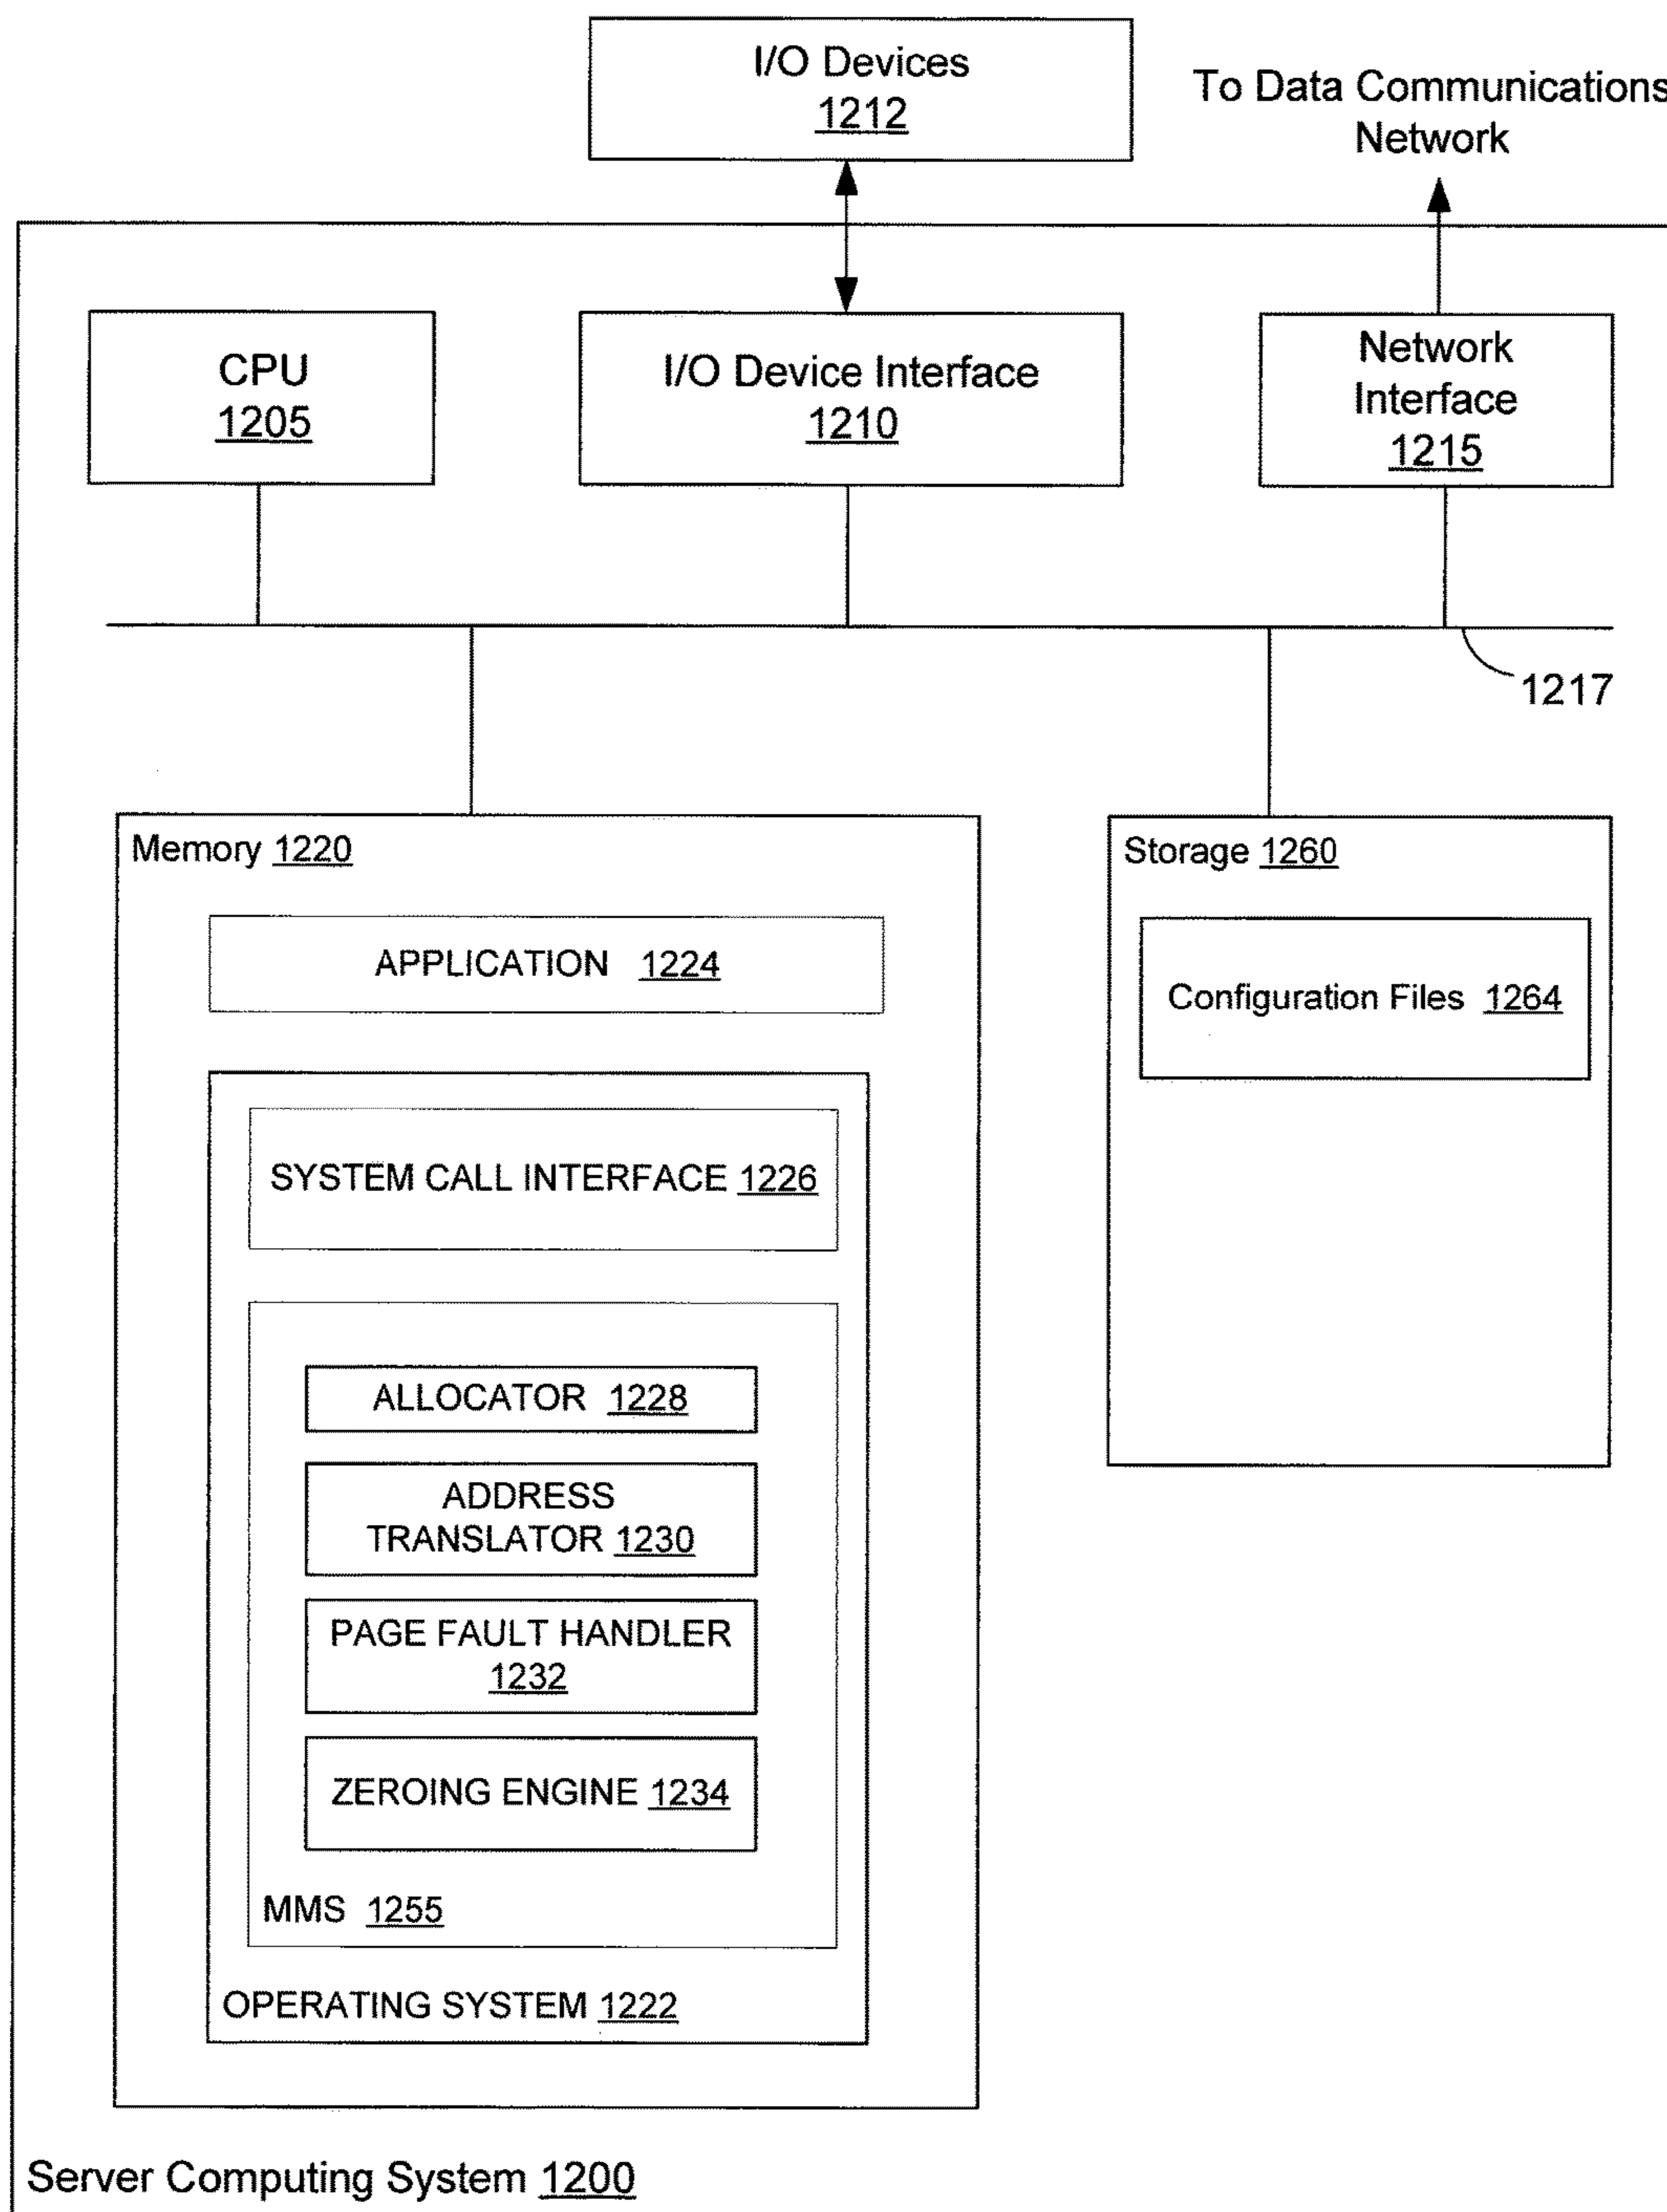 I/O Devices
1212
To Data Communications
Network
CPU
1205
I/O Device Interface
1210
Network
Interface
1215
1217
Memory 1220
APPLICATION 1224
SYSTEM CALL INTERFACE 1226
ALLOCATOR 1228
ADDRESS
TRANSLATOR 1230
PAGE FAULT HANDLER
1232
ZEROING ENGINE 1234
MMS 1255
OPERATING SYSTEM 1222
Storage 1260
Configuration Files 1264
Server Computing System 1200